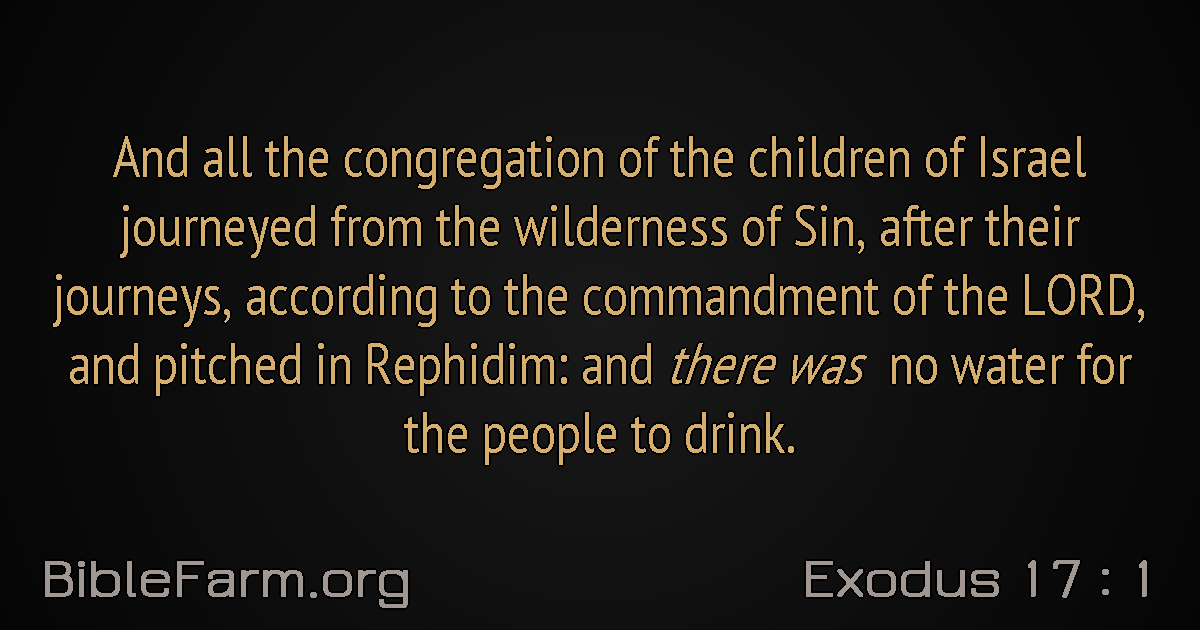 And all the congregation of the children of Israel
journeyed from the wilderness of Sin, after their
journeys, according to the commandment of the LORD,
and pitched in Rephidim: and there was no water for
the people to drink.
BibleFarm.org
Exodus 17 : 1